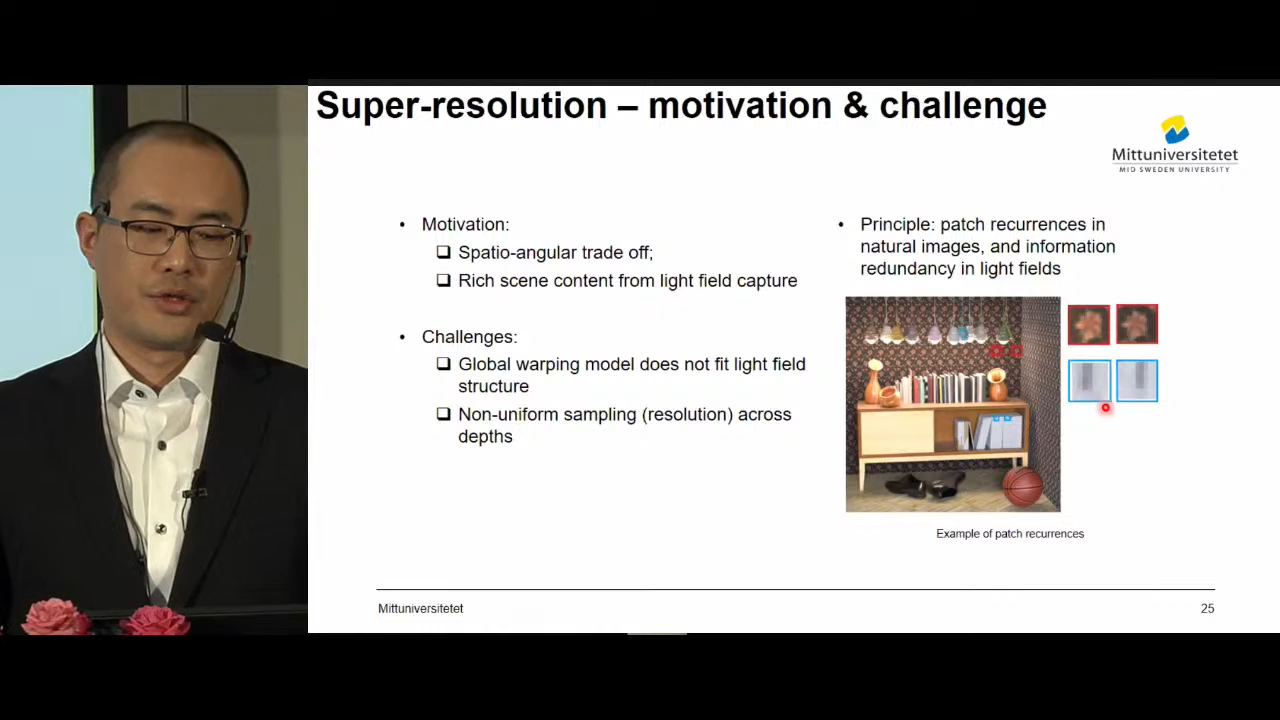 Super-resolution – motivation & challenge
Mittuniversitetet
MID SWEDEN UNIVERSITY
• Motivation:
❑ Spatio-angular trade off;
❑ Rich scene content from light field capture
• Challenges:
❑ Global warping model does not fit light field
structure
❑ Non-uniform sampling (resolution) across
depths
• Principle: patch recurrences in
natural images, and information
redundancy in light fields
Example of patch recurrences
Mittuniversitetet
25